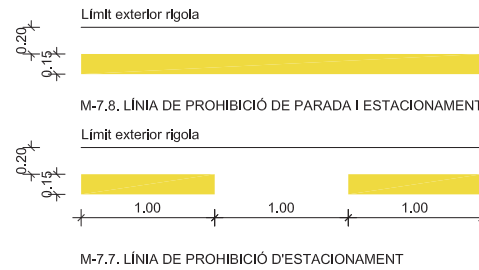 Límit exterior rigola
0.20
0.15
M-7.8. LÍNIA DE PROHIBICIÓ DE PARADA I ESTACIONAMENT
Límit exterior rigola
0.20
0.15
1.00 1.00 1.00
M-7.7. LÍNIA DE PROHIBICIÓ D'ESTACIONAMENT